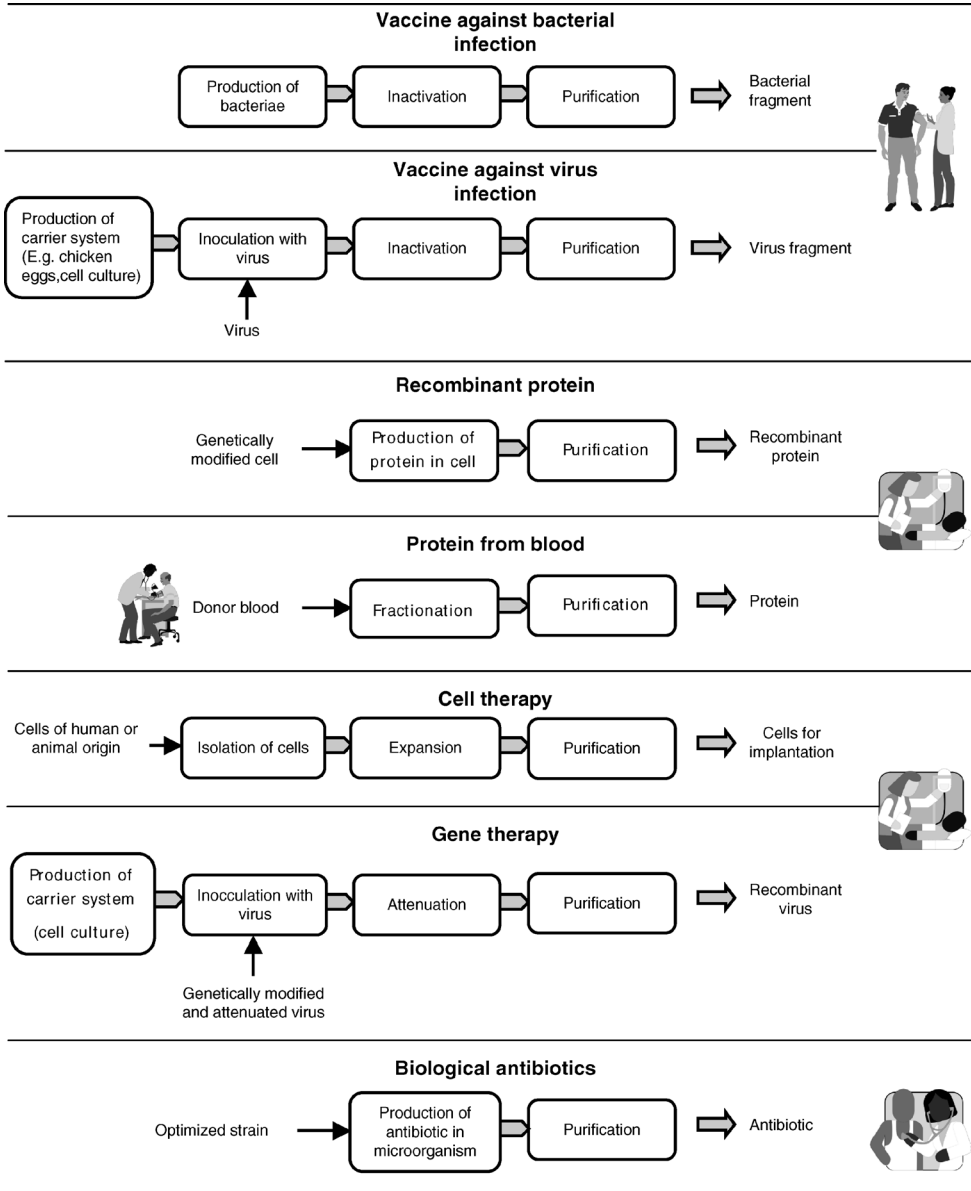 Vaccine against bacterial
infection
Production of
bacteriae
Inactivation
Purification
Bacterial
fragment
Vaccine against virus
infection
Production of
carrier system
(E.g. chicken
eggs,cell culture)
Inoculation with
virus
Inactivation
Purification
Virus fragment
Virus
Recombinant protein
Genetically
modified cell
Production of
protein in cell
Purification
Recombinant
protein
Protein from blood
Donor blood
Fractionation
Purification
Protein
Cell therapy
Cells of human or
animal origin
Isolation of cells
Expansion
Purification
Cells for
implantation
Gene therapy
Production of
carrier system
(cell culture)
Inocculation with
virus
Attenuation
Purification
Recombinant
virus
Genetically modified
and attenuated virus
Biological antibiotics
Optimized strain
Production of
antibiotic in
microorganism
Purification
Antibiotic